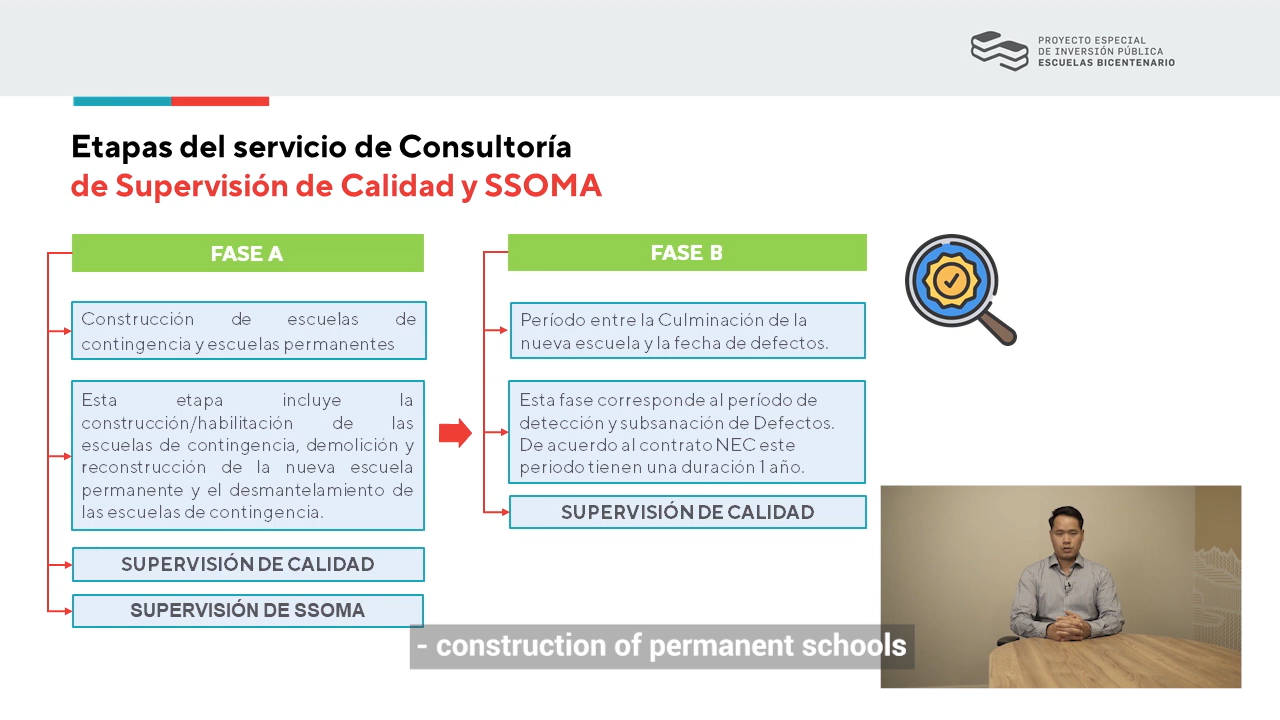 PROYECTO ESPECIAL
DE INVERSIÓN PÚBLICA
ESCUELAS BICENTENARIO
Etapas del servicio de Consultoría
de Supervisión de Calidad y SSOMA
FASE A
Construcción de escuelas de
contingencia y escuelas permanentes
Esta etapa incluye la
construcción/habilitación de las
escuelas de contingencia, demolición y
reconstrucción de la nueva escuela
permanente y el desmantelamiento de
las escuelas de contingencia.
SUPERVISIÓN DE CALIDAD
SUPERVISIÓN DE SSOMA
FASE B
Período entre la Culminación de la
nueva escuela y la fecha de defectos.
Esta fase corresponde al período de
detección y subsanación de Defectos.
De acuerdo al contrato NEC este
periodo tienen una duración 1 año.
SUPERVISIÓN DE CALIDAD
- construction of permanent schools